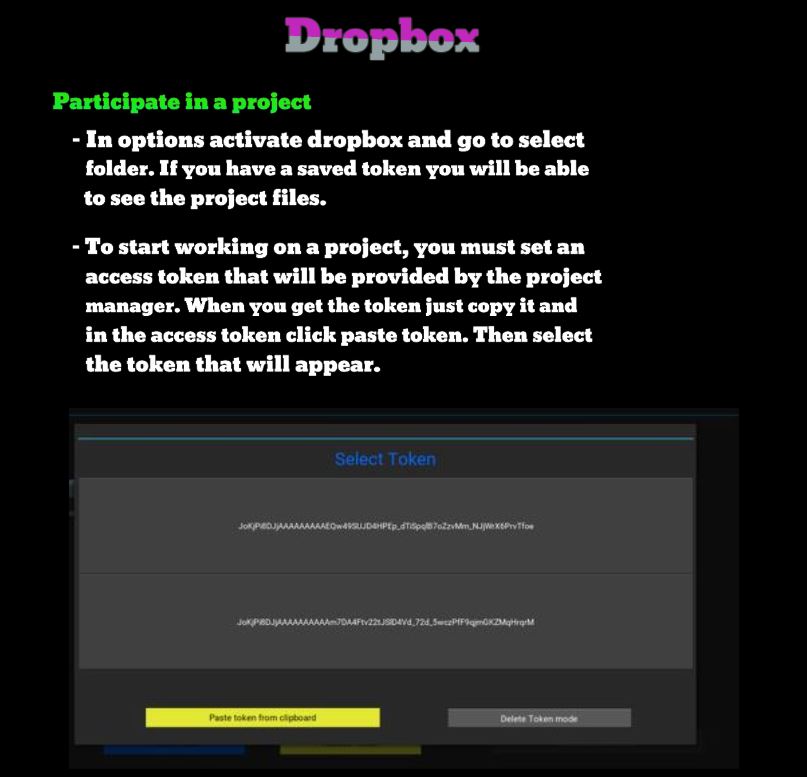 Dropbox
Participate in a project
- In options activate dropbox and go to select
folder. If you have a saved token you will be able
to see the project files.
- To start working on a project, you must set an
access token that will be provided by the project
manager. When you get the token just copy it and
in the access token click paste token. Then select
the token that will appear.
Select Token
Paste token from clipboard
Delete Token mode